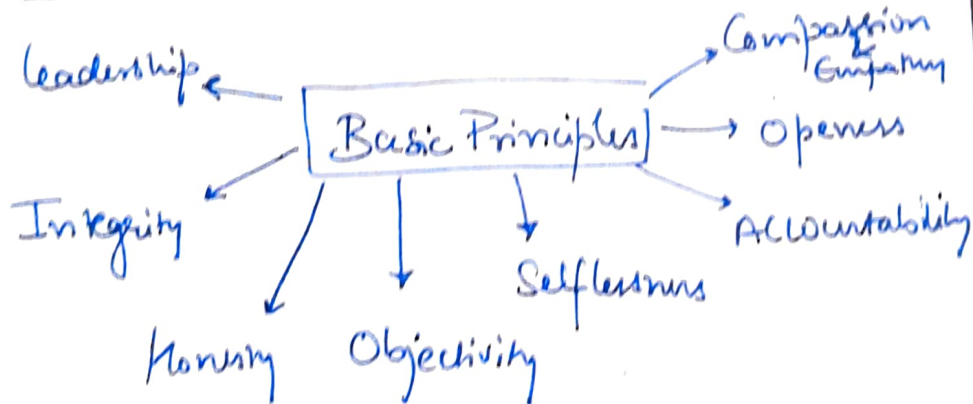 Leadership
Compassion
&
Empathy
Basic Principles
Openess
Integrity
Accountability
Selflessness
Honesty
Objectivity